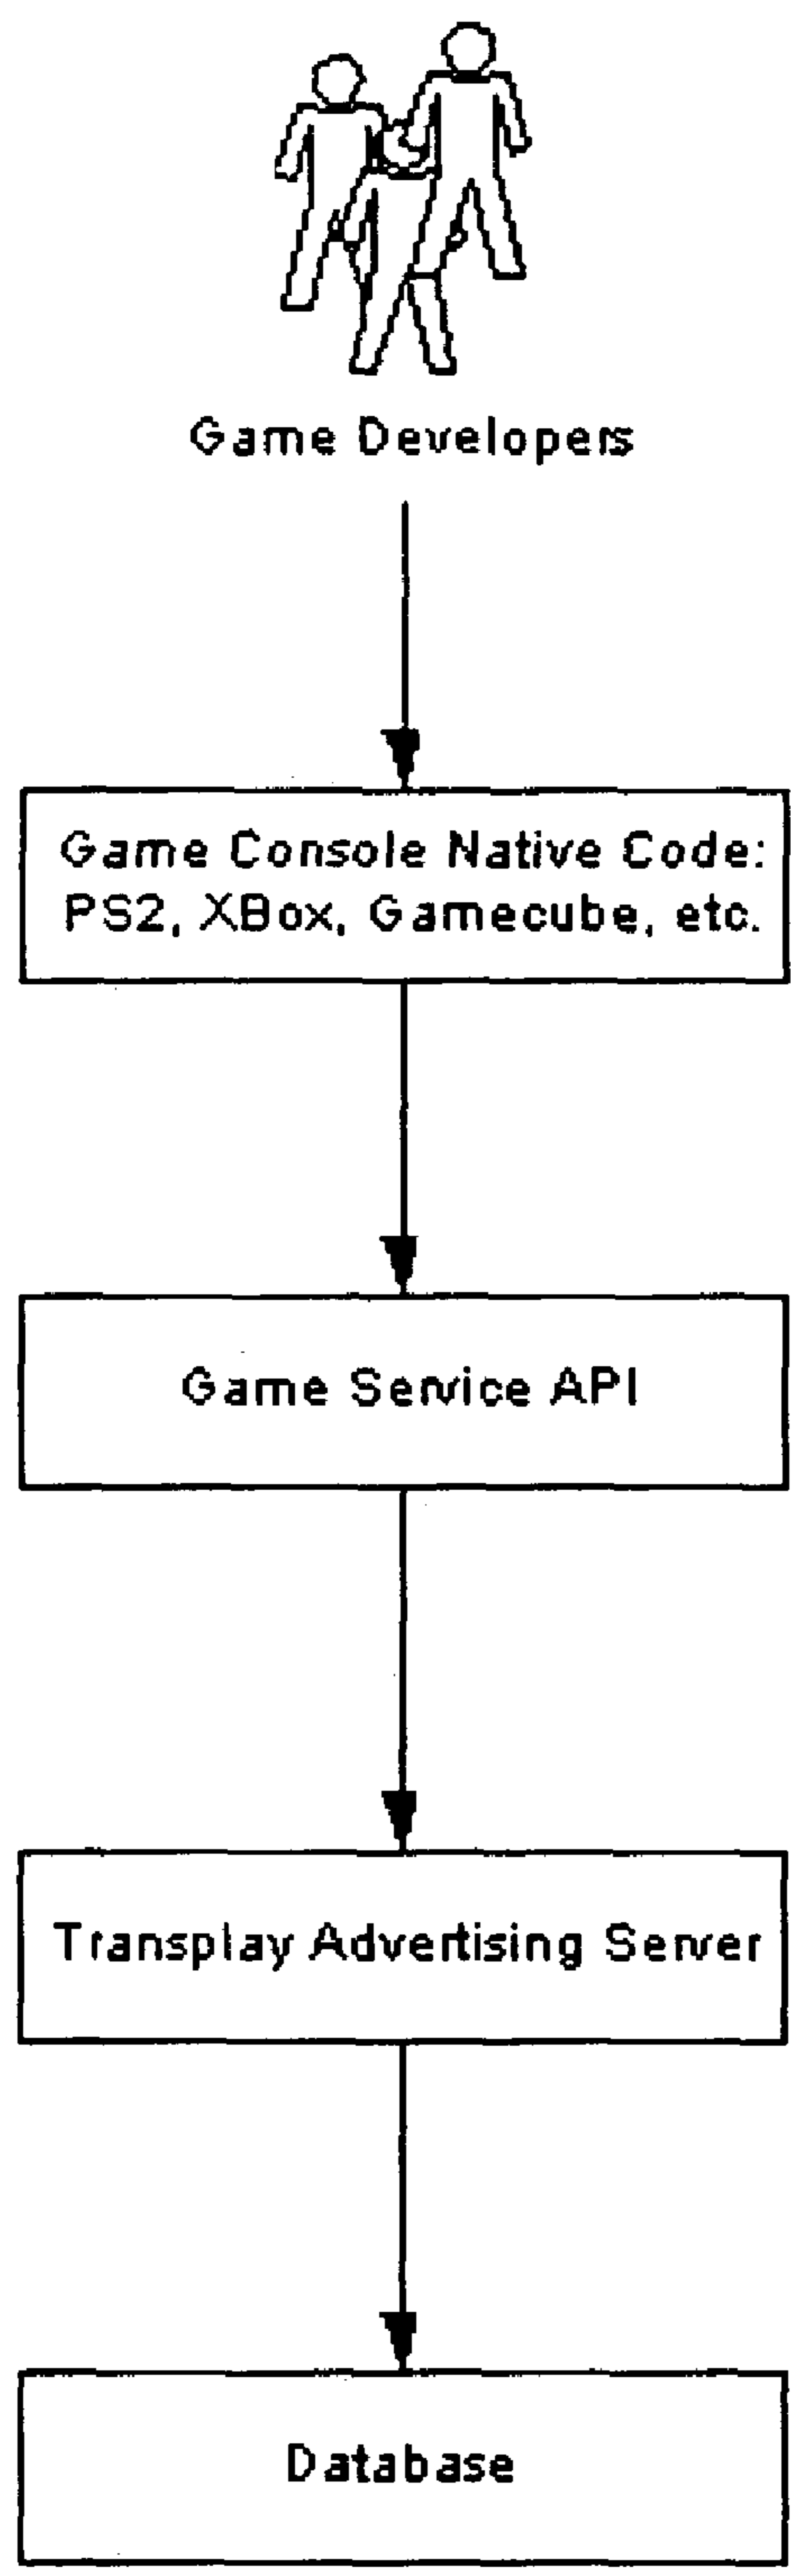 Game Developers
Game Console Native Code:
PS2, XBox, Gamecube, etc.
Game Service API
Transplay Advertising Server
Database